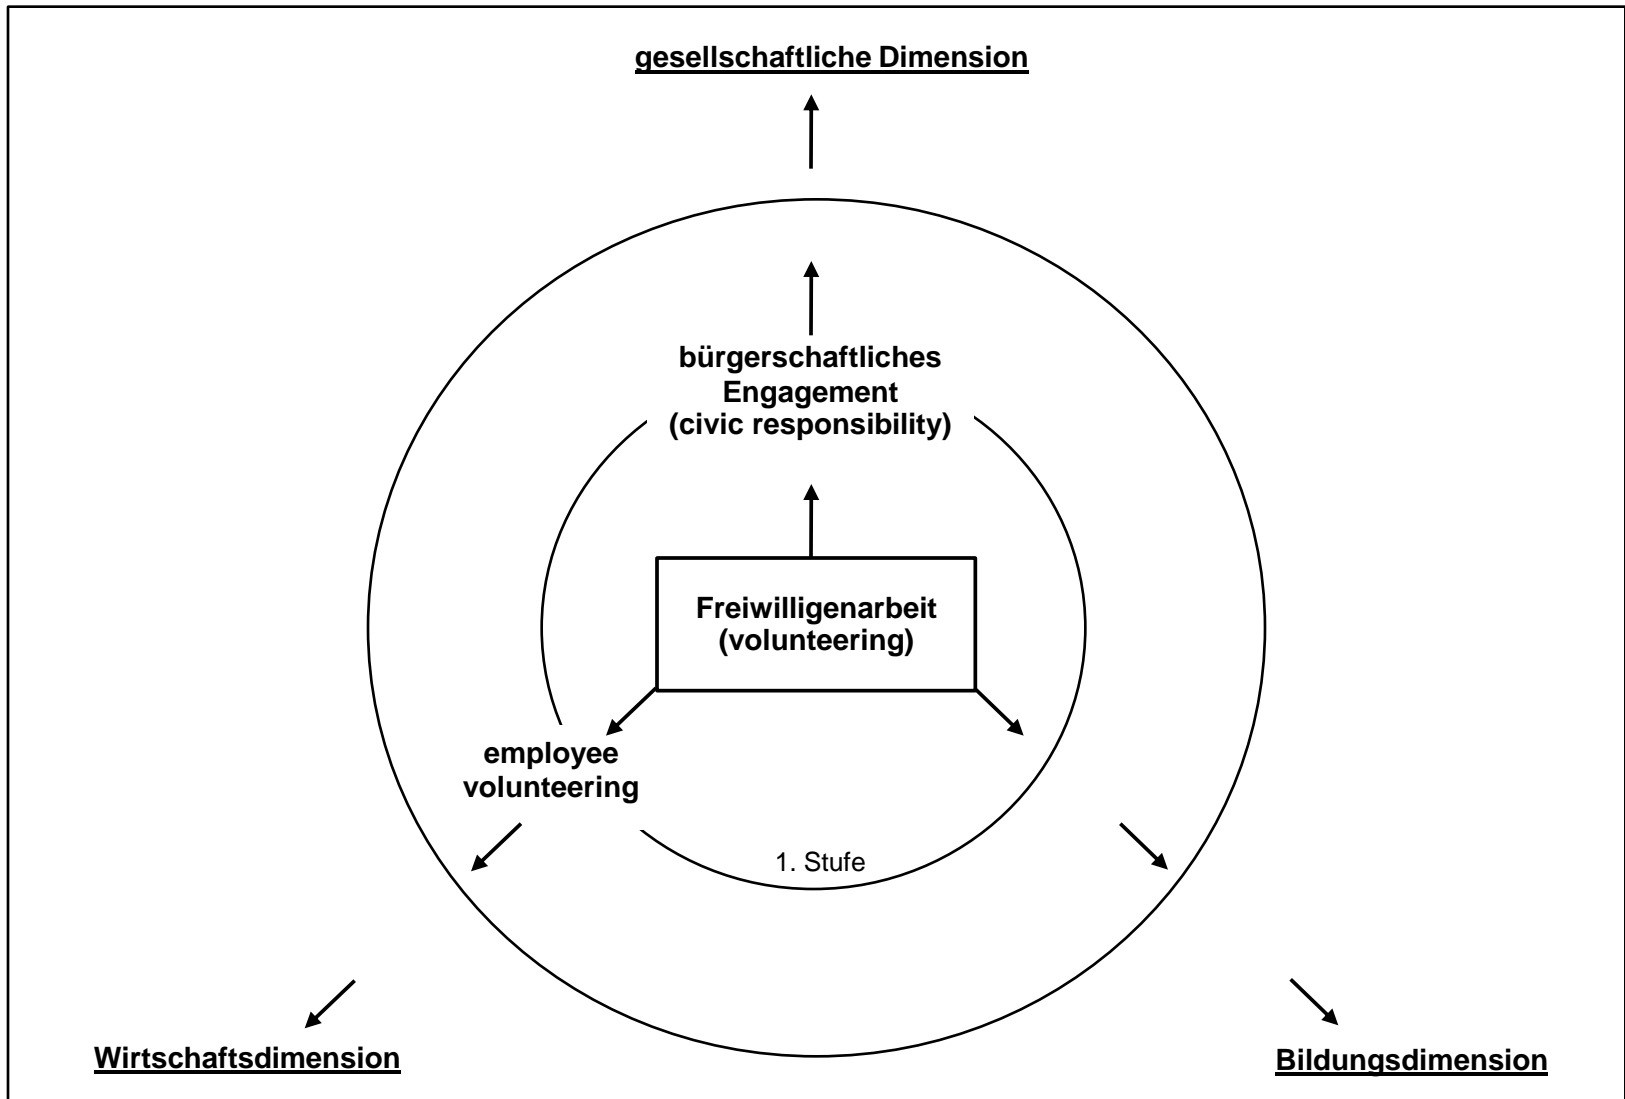 gesellschaftliche Dimension
bürgerschaftliches
Engagement
(civic responsibility)
Freiwilligenarbeit
(volunteering)
employee
volunteering
1. Stufe
Wirtschaftsdimension
Bildungsdimension